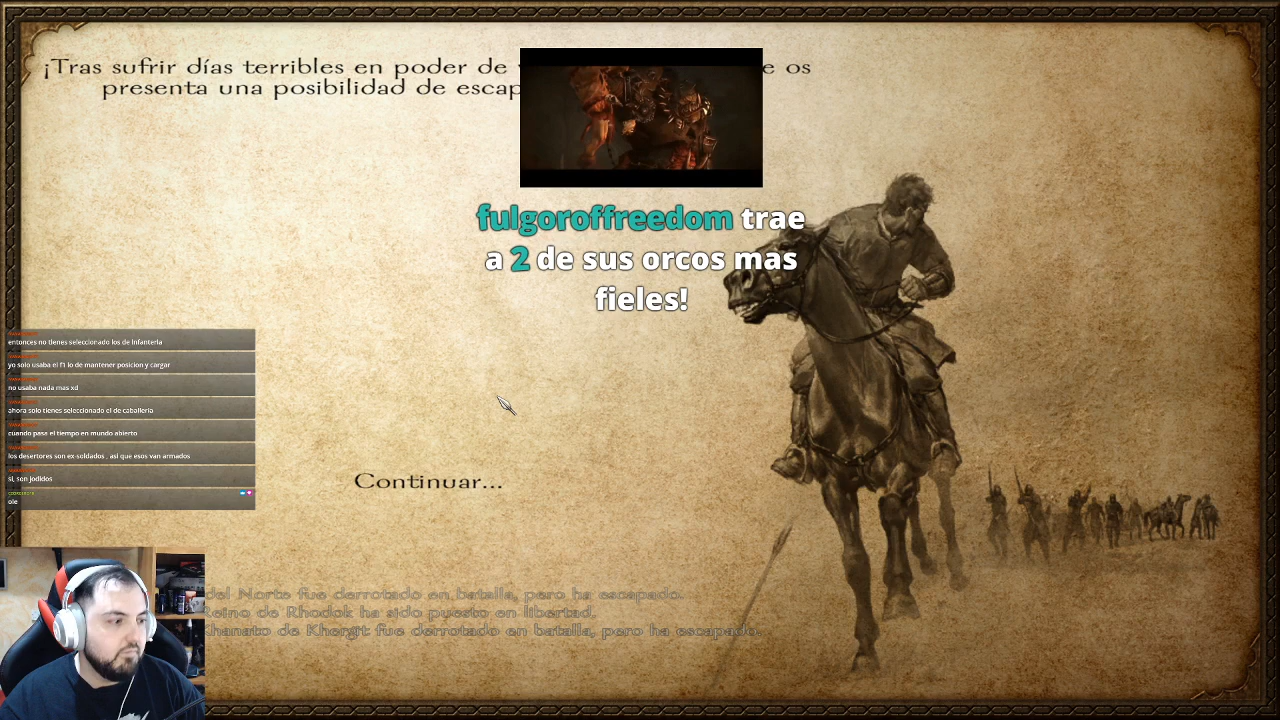 ¡Tras sufrir días terribles en poder de
e os
presenta una posibilidad de escap
fulgoroffreedom trae
a 2 de sus orcos mas
fieles!
entonces no tienes seleccionado los de Infanteria
yo solo usaba el f1 lo de mantener posicion y cargar
no usaba nada mas xd
ahora solo tienes seleccionado el de caballeria
cuando pasa el tiempo en mundo abierto
los desertores son ex-soldados , asi que esos van armados
si, son jodidos
ole
Continuar...
del Norte fue derrotado en batalla, pero ha escapado.
Reino de Rhodok ha sido puesto en libertad.
Khanato de Khergit fue derrotado en batalla, pero ha escapado.